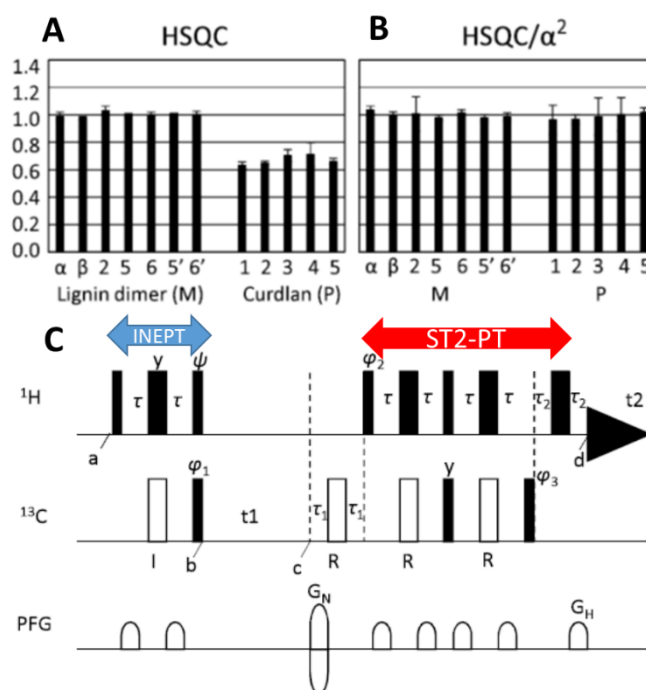 A HSQC
B HSQC/α²
1.4
1.2
1.0
0.8
0.6
0.4
0.2
0.0
α β 2 5 6 5′ 6′ 1 2 3 4 5
Lignin dimer (M) Curdlan (P)
α β 2 5 6 5′ 6′ 1 2 3 4 5
M P
C
INEPT
ST2-PT
¹H
y ψ φ₂
τ τ τ τ τ τ τ₂ τ₂ t2
a d
¹³C
φ₁ y φ₃
t1 τ₁ τ₁
I b c R R R
PFG
G_N G_H